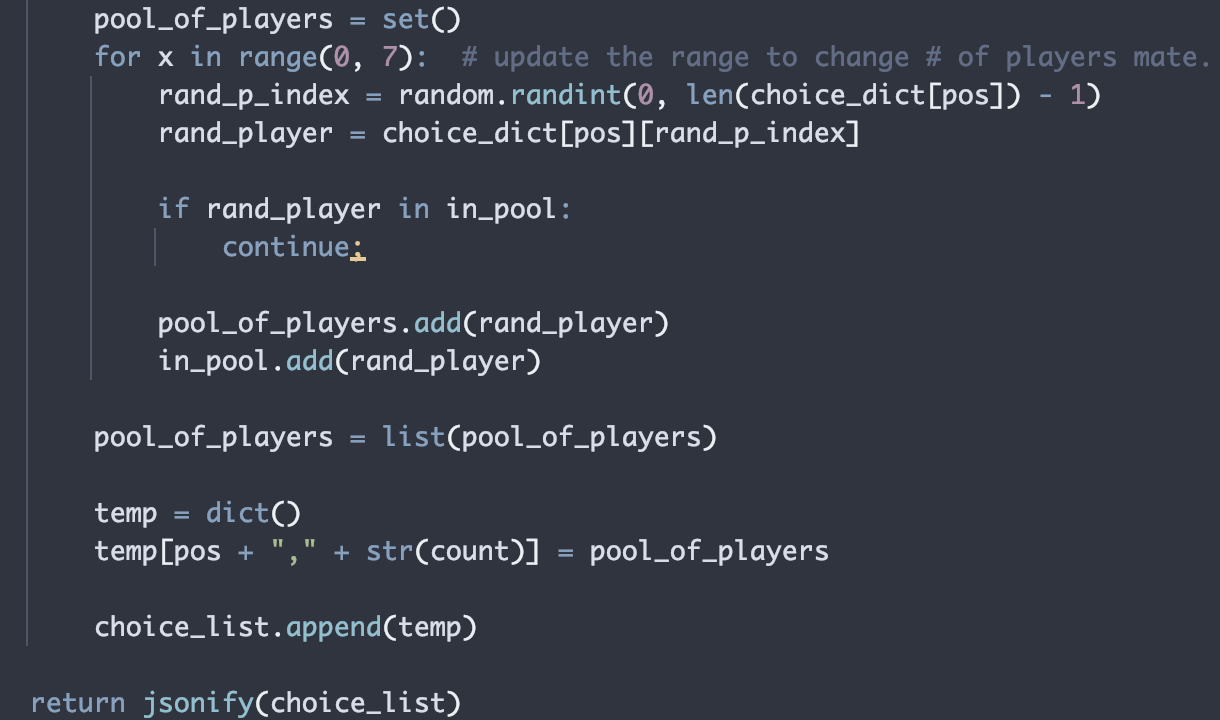 pool_of_players = set()
for x in range(0, 7):  # update the range to change # of players mate.
rand_p_index = random.randint(0, len(choice_dict[pos]) - 1)
rand_player = choice_dict[pos][rand_p_index]
if rand_player in in_pool:
continue;
pool_of_players.add(rand_player)
in_pool.add(rand_player)
pool_of_players = list(pool_of_players)
temp = dict()
temp[pos + "," + str(count)] = pool_of_players
choice_list.append(temp)
return jsonify(choice_list)